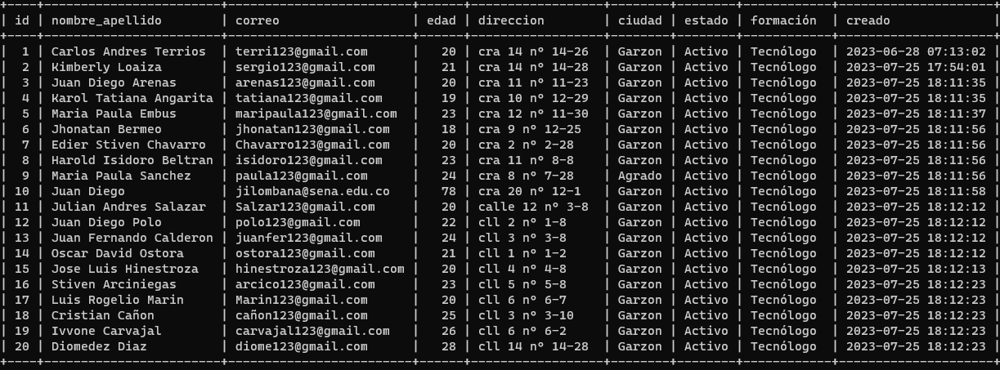 | id | nombre_apellido | correo | edad | direccion | ciudad | estado | formación | creado |
| 1 | Carlos Andres Terrios | terri123@gmail.com | 20 | cra 14 n° 14-26 | Garzon | Activo | Tecnólogo | 2023-06-28 07:13:02 |
| 2 | Kimberly Loaiza | sergio123@gmail.com | 21 | cra 14 n° 14-28 | Garzon | Activo | Tecnólogo | 2023-07-25 17:54:01 |
| 3 | Juan Diego Arenas | arenas123@gmail.com | 20 | cra 11 n° 11-23 | Garzon | Activo | Tecnólogo | 2023-07-25 18:11:35 |
| 4 | Karol Tatiana Angarita | tatiana123@gmail.com | 19 | cra 10 n° 12-29 | Garzon | Activo | Tecnólogo | 2023-07-25 18:11:35 |
| 5 | Maria Paula Embus | maripaula123@gmail.com | 23 | cra 12 n° 11-30 | Garzon | Activo | Tecnólogo | 2023-07-25 18:11:37 |
| 6 | Jhonatan Bermeo | jhonatan123@gmail.com | 18 | cra 9 n° 12-25 | Garzon | Activo | Tecnólogo | 2023-07-25 18:11:56 |
| 7 | Edier Stiven Chavarro | Chavarro123@gmail.com | 20 | cra 2 n° 2-28 | Garzon | Activo | Tecnólogo | 2023-07-25 18:11:56 |
| 8 | Harold Isidoro Beltran | isidoro123@gmail.com | 23 | cra 11 n° 8-8 | Garzon | Activo | Tecnólogo | 2023-07-25 18:11:56 |
| 9 | Maria Paula Sanchez | paula123@gmail.com | 24 | cra 8 n° 7-28 | Agrado | Activo | Tecnólogo | 2023-07-25 18:11:56 |
| 10 | Juan Diego | jilombana@sena.edu.co | 78 | cra 20 n° 12-1 | Garzon | Activo | Tecnólogo | 2023-07-25 18:11:58 |
| 11 | Julian Andres Salazar | Salzar123@gmail.com | 20 | calle 12 n° 3-8 | Garzon | Activo | Tecnólogo | 2023-07-25 18:12:12 |
| 12 | Juan Diego Polo | polo123@gmail.com | 22 | cll 2 n° 1-8 | Garzon | Activo | Tecnólogo | 2023-07-25 18:12:12 |
| 13 | Juan Fernando Calderon | juanfer123@gmail.com | 24 | cll 3 n° 3-8 | Garzon | Activo | Tecnólogo | 2023-07-25 18:12:12 |
| 14 | Oscar David Ostora | ostora123@gmail.com | 21 | cll 1 n° 1-2 | Garzon | Activo | Tecnólogo | 2023-07-25 18:12:12 |
| 15 | Jose Luis Hinestroza | hinestroza123@gmail.com | 20 | cll 4 n° 4-8 | Garzon | Activo | Tecnólogo | 2023-07-25 18:12:13 |
| 16 | Stiven Arciniegas | arcico123@gmail.com | 23 | cll 5 n° 5-8 | Garzon | Activo | Tecnólogo | 2023-07-25 18:12:23 |
| 17 | Luis Rogelio Marin | Marin123@gmail.com | 20 | cll 6 n° 6-7 | Garzon | Activo | Tecnólogo | 2023-07-25 18:12:23 |
| 18 | Cristian Cañon | cañon123@gmail.com | 25 | cll 3 n° 3-10 | Garzon | Activo | Tecnólogo | 2023-07-25 18:12:23 |
| 19 | Ivvone Carvajal | carvajal123@gmail.com | 26 | cll 6 n° 6-2 | Garzon | Activo | Tecnólogo | 2023-07-25 18:12:23 |
| 20 | Diomedez Diaz | diome123@gmail.com | 28 | cll 14 n° 14-28 | Garzon | Activo | Tecnólogo | 2023-07-25 18:12:23 |